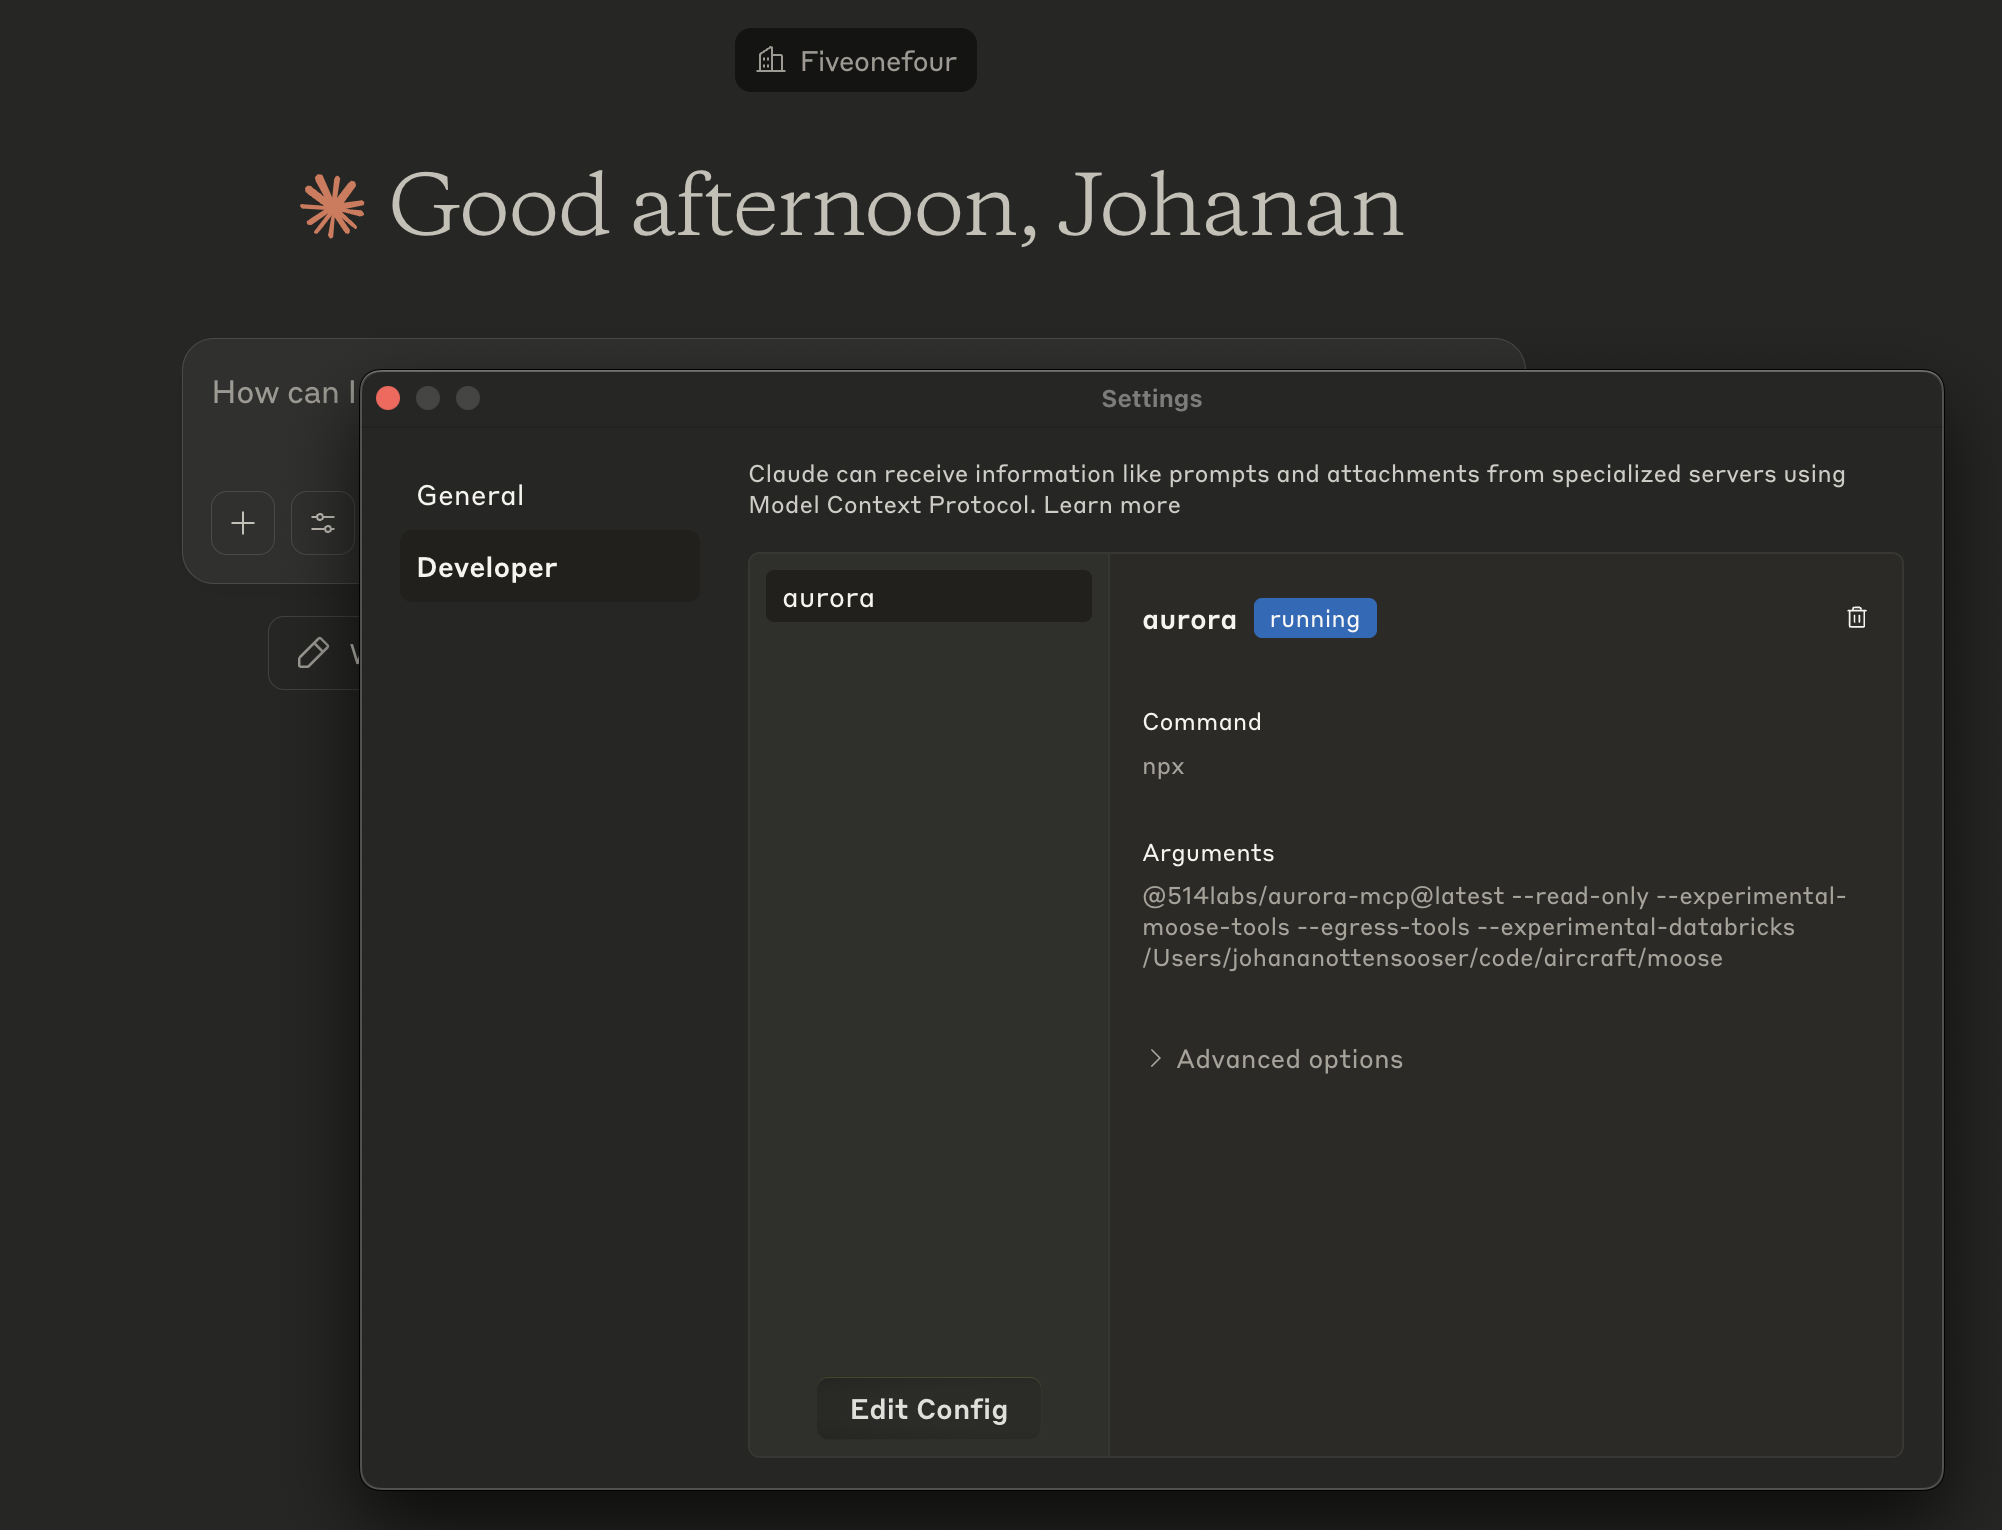 Fiveonefour
Good afternoon, Johanan
How can I
Settings
General
Developer
Claude can receive information like prompts and attachments from specialized servers using
Model Context Protocol. Learn more
aurora
aurora running
Command
npx
Arguments
@514labs/aurora-mcp@latest --read-only --experimental-
moose-tools --egress-tools --experimental-databricks
/Users/johananottensooser/code/aircraft/moose
Advanced options
Edit Config